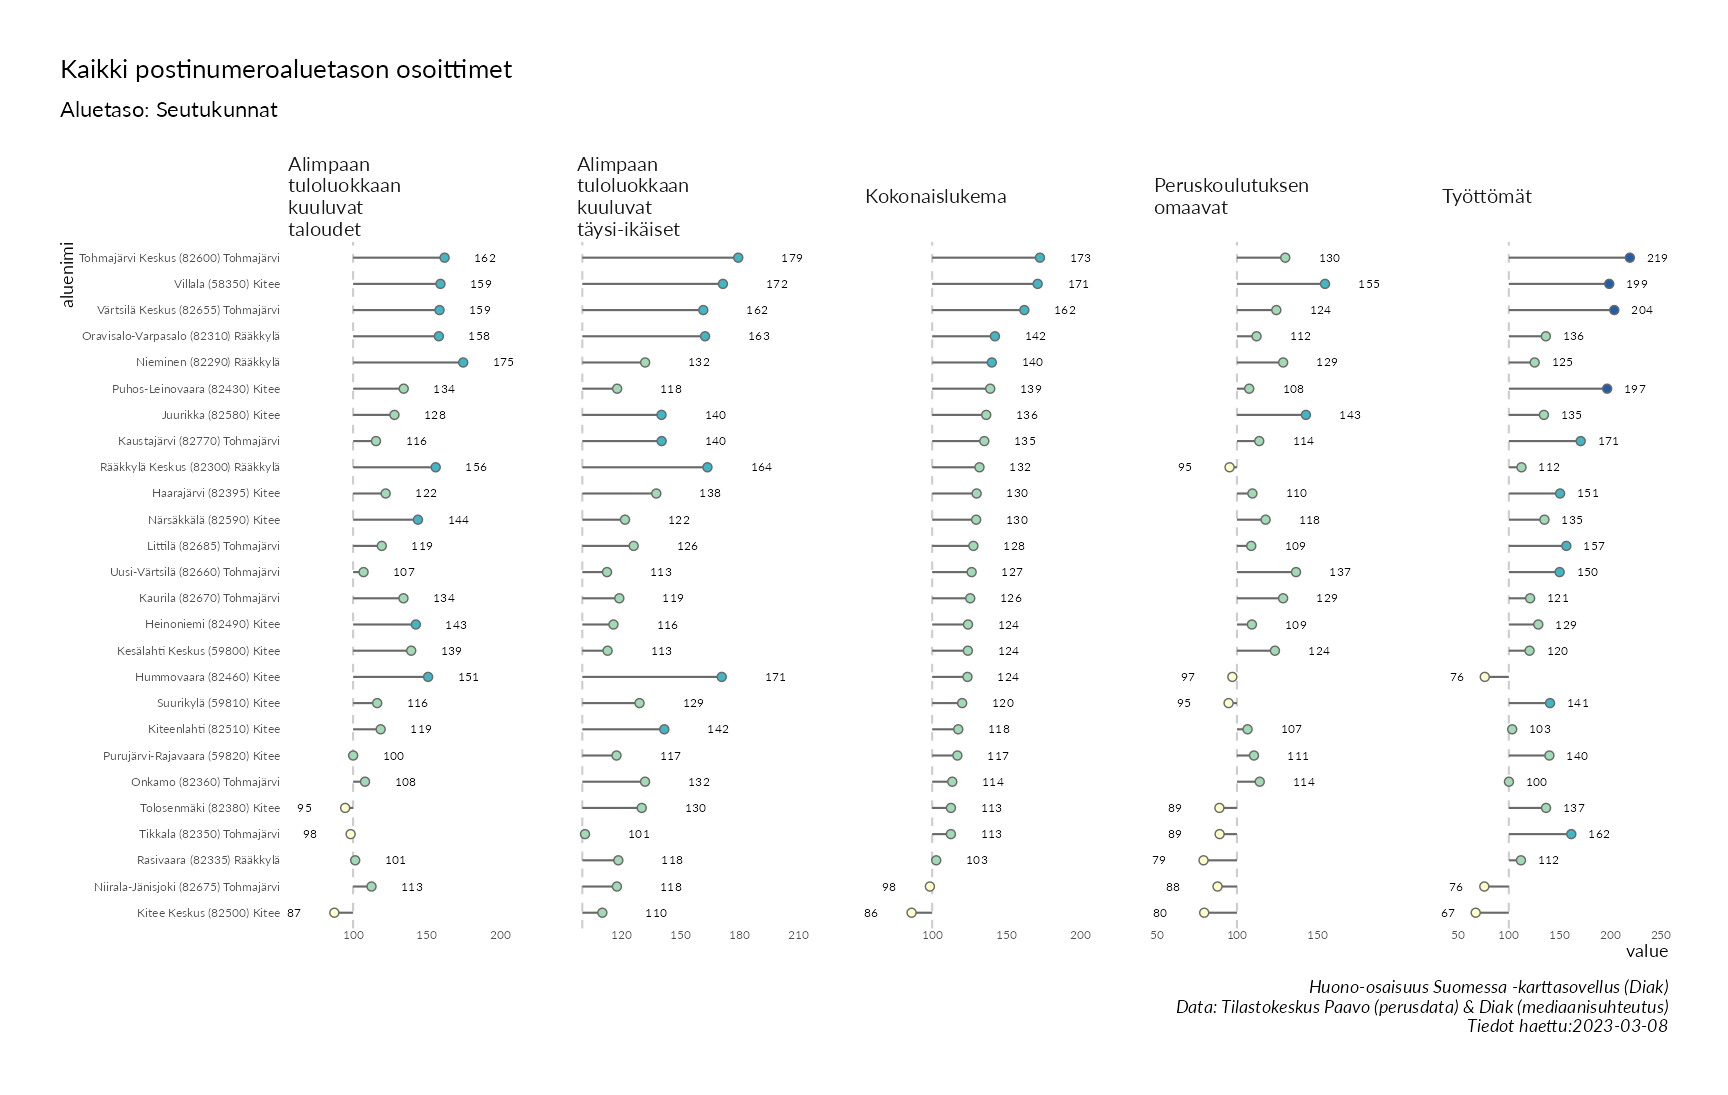 Kaikki postinumeroaluetason osoittimet
Aluetaso: Seutukunnat
Alimpaan
tuloluokkaan
kuuluvat
taloudet
Alimpaan
tuloluokkaan
kuuluvat
täysi-ikäiset
Kokonaislukema
Peruskoulutuksen
omaavat
Työttömät
aluenimi
Tohmajärvi Keskus (82600) Tohmajärvi 162 179 173 130 219
Villala (58350) Kitee 159 172 171 155 199
Värtsilä Keskus (82655) Tohmajärvi 159 162 162 124 204
Oravisalo-Varpasalo (82310) Rääkkylä 158 163 142 112 136
Nieminen (82290) Rääkkylä 175 132 140 129 125
Puhos-Leinovaara (82430) Kitee 134 118 139 108 197
Juurikka (82580) Kitee 128 140 136 143 135
Kaustajärvi (82770) Tohmajärvi 116 140 135 114 171
Rääkkylä Keskus (82300) Rääkkylä 156 164 132 95 112
Haarajärvi (82395) Kitee 122 138 130 110 151
Närsäkkälä (82590) Kitee 144 122 130 118 135
Littilä (82685) Tohmajärvi 119 126 128 109 157
Uusi-Värtsilä (82660) Tohmajärvi 107 113 127 137 150
Kaurila (82670) Tohmajärvi 134 119 126 129 121
Heinoniemi (82490) Kitee 143 116 124 109 129
Kesälahti Keskus (59800) Kitee 139 113 124 124 120
Hummovaara (82460) Kitee 151 171 124 97 76
Suurikylä (59810) Kitee 116 129 120 95 141
Kiteenlahti (82510) Kitee 119 142 118 107 103
Purujärvi-Rajavaara (59820) Kitee 100 117 117 111 140
Onkamo (82360) Tohmajärvi 108 132 114 114 100
Tolosenmäki (82380) Kitee 95 130 113 89 137
Tikkala (82350) Tohmajärvi 98 101 113 89 162
Rasivaara (82335) Rääkkylä 101 118 103 79 112
Niirala-Jänisjoki (82675) Tohmajärvi 113 118 98 88 76
Kitee Keskus (82500) Kitee 87 110 86 80 67
100 150 200 120 150 180 210 100 150 200 50 100 150 50 100 150 200 250
value
Huono-osaisuus Suomessa -karttasovellus (Diak)
Data: Tilastokeskus Paavo (perusdata) & Diak (mediaanisuhteutus)
Tiedot haettu:2023-03-08